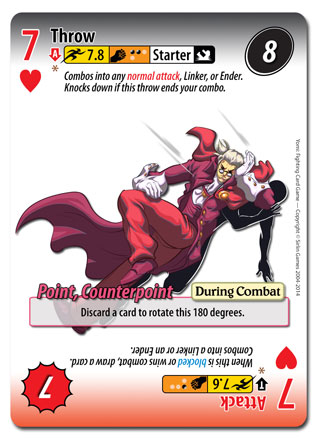 7 Throw
A 7.8 Starter
8
Combos into any normal attack, Linker, or Ender.
Knocks down if this throw ends your combo.
Yomi: Fighting Card Game — Copyright © Sirlin Games 2004-2014
Point, Counterpoint During Combat
Discard a card to rotate this 180 degrees.
7 Attack
1 7.6
When this is blocked or wins combat, draw a card.
Combos into a Linker or an Ender.
7